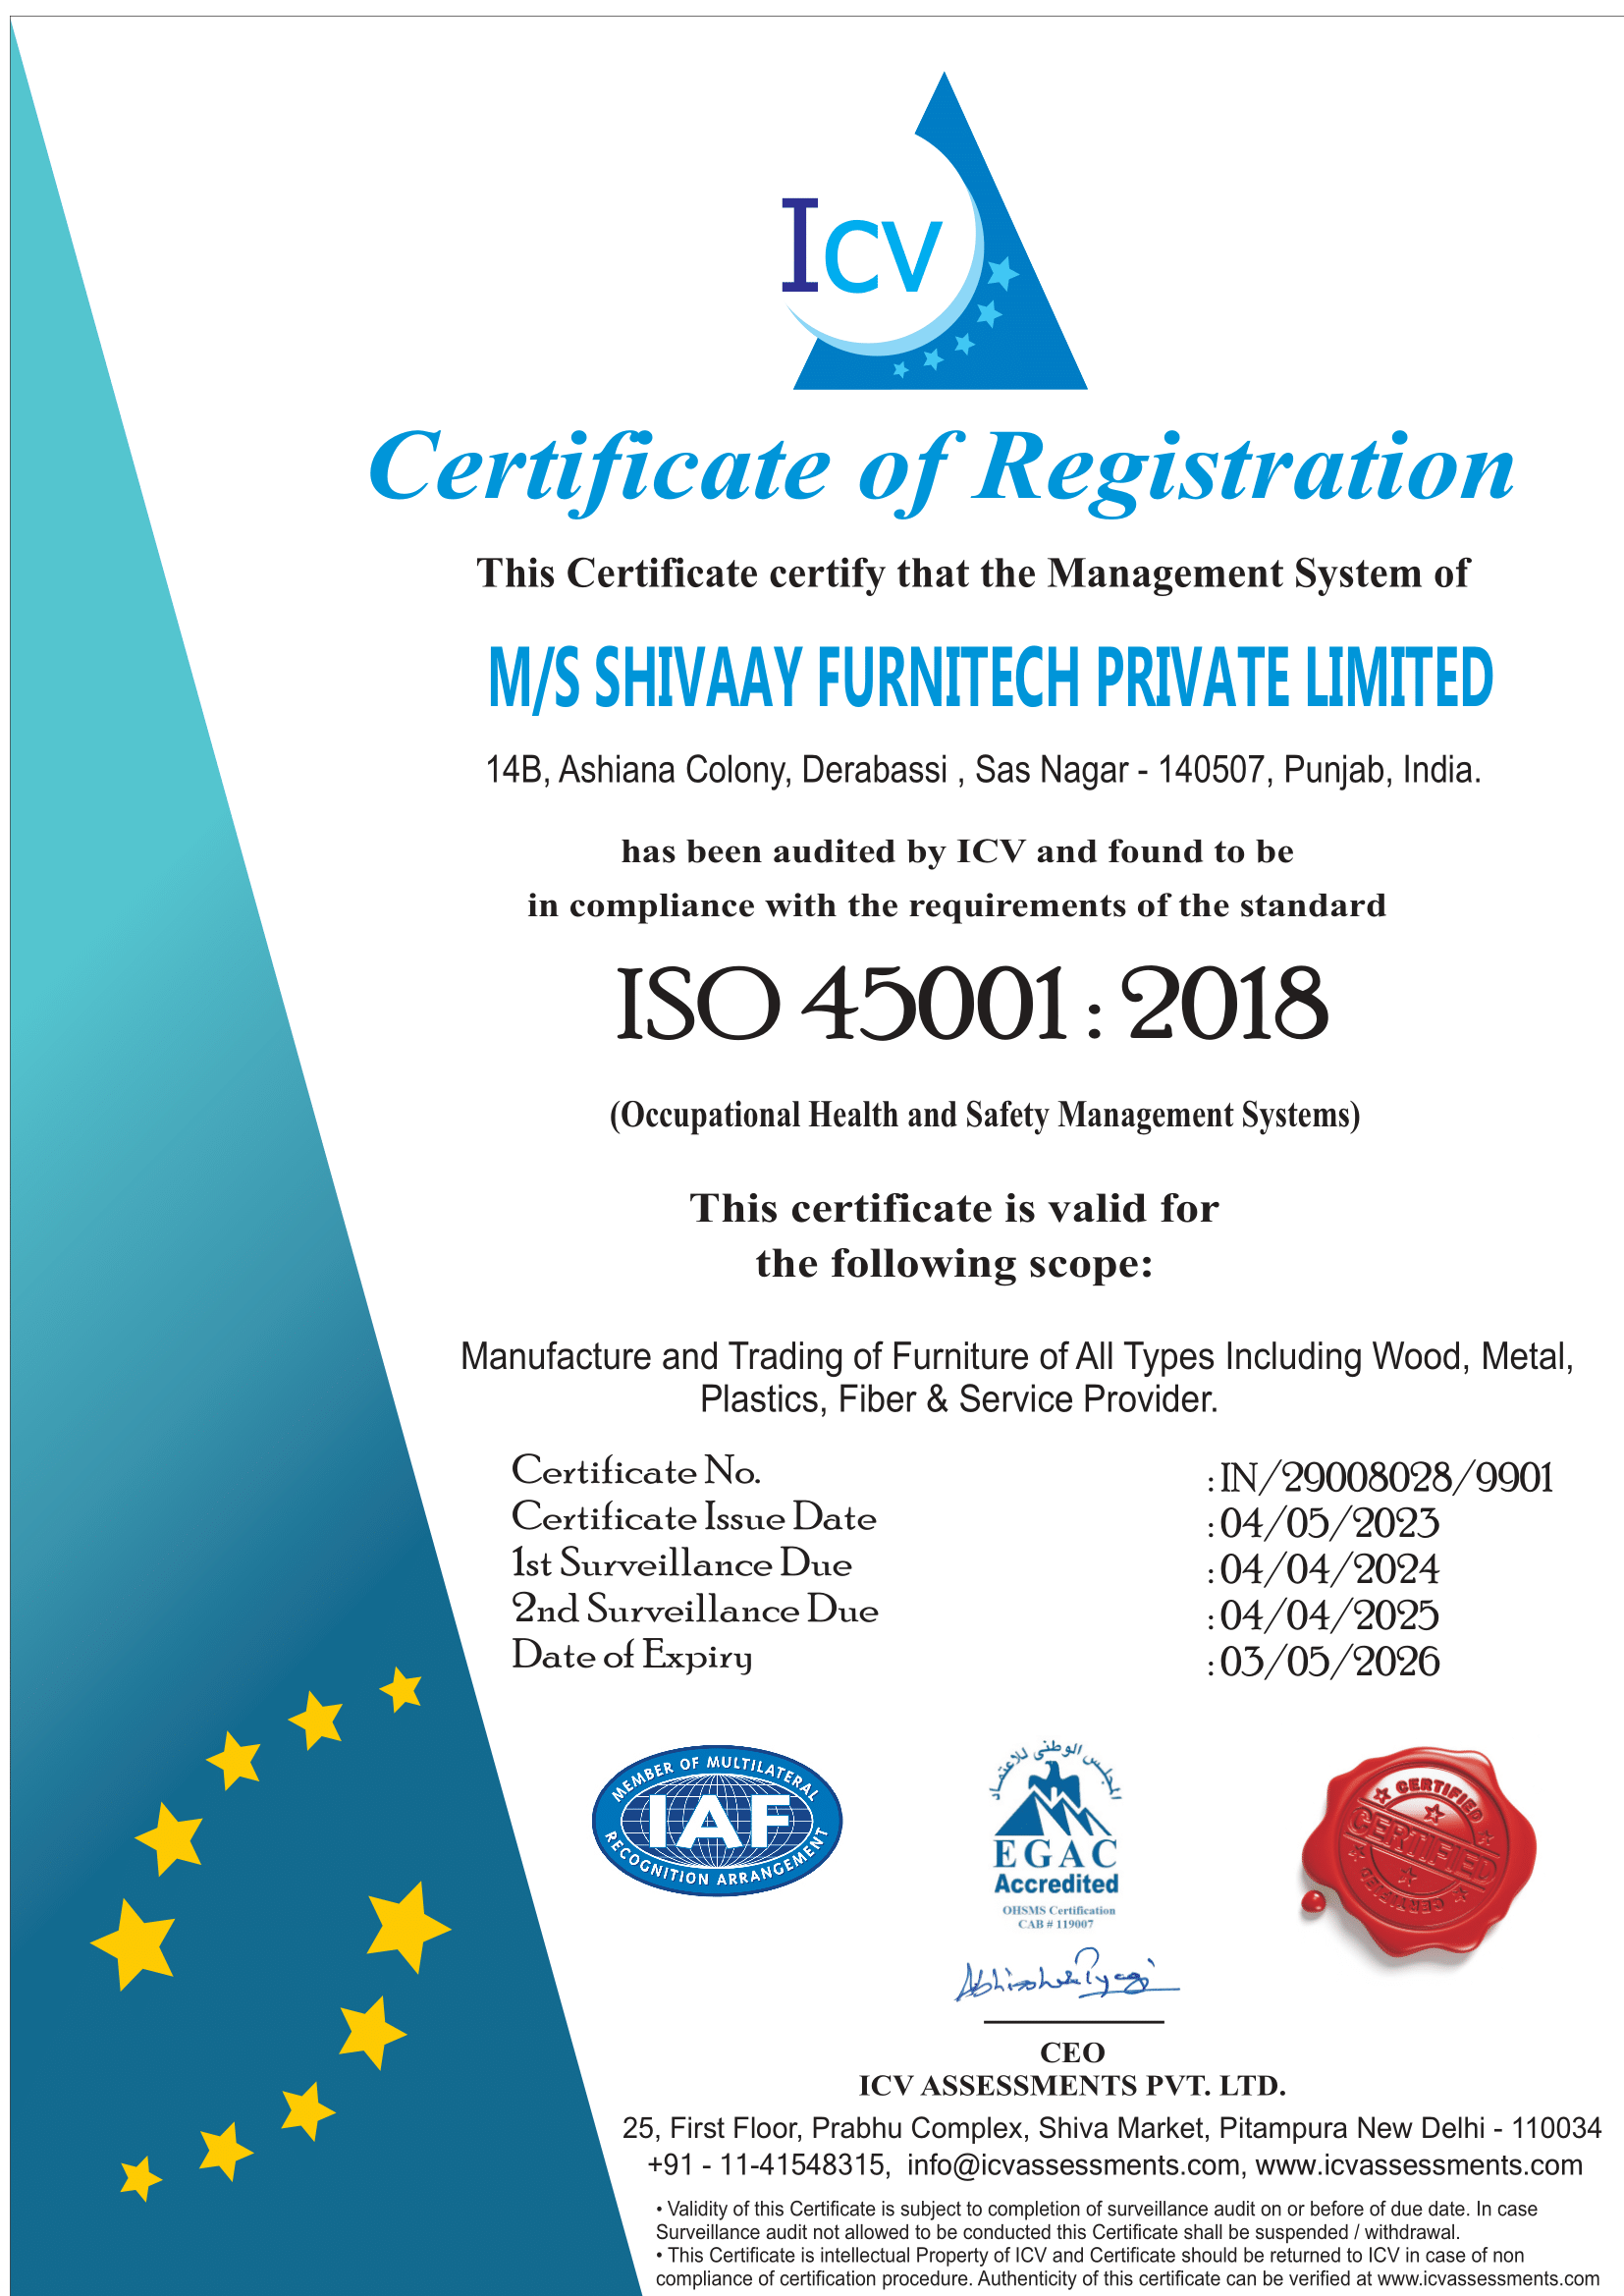 ICV
Certificate of Registration
This Certificate certify that the Management System of
M/S SHIVAAY FURNITECH PRIVATE LIMITED
14B, Ashiana Colony, Derabassi , Sas Nagar - 140507, Punjab, India.
has been audited by ICV and found to be
in compliance with the requirements of the standard
ISO 45001 : 2018
(Occupational Health and Safety Management Systems)
This certificate is valid for
the following scope:
Manufacture and Trading of Furniture of All Types Including Wood, Metal,
Plastics, Fiber & Service Provider.
Certificate No. : IN/29008028/9901
Certificate Issue Date : 04/05/2023
1st Surveillance Due : 04/04/2024
2nd Surveillance Due : 04/04/2025
Date of Expiry : 03/05/2026
MEMBER OF MULTILATERAL
IAF
RECOGNITION ARRANGEMENT
المجلس الوطنى للاعتماد
EGAC
Accredited
OHSMS Certification
CAB # 119007
CERTIFIED
CERTIFIED
CERTIFIED
Abhishek Tyagi
CEO
ICV ASSESSMENTS PVT. LTD.
25, First Floor, Prabhu Complex, Shiva Market, Pitampura New Delhi - 110034
+91 - 11-41548315, info@icvassessments.com, www.icvassessments.com
• Validity of this Certificate is subject to completion of surveillance audit on or before of due date. In case
Surveillance audit not allowed to be conducted this Certificate shall be suspended / withdrawal.
• This Certificate is intellectual Property of ICV and Certificate should be returned to ICV in case of non
compliance of certification procedure. Authenticity of this certificate can be verified at www.icvassessments.com